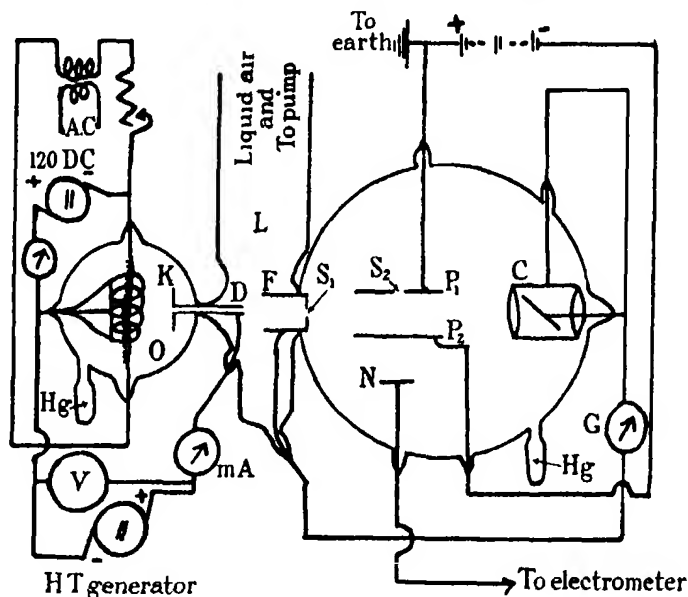 To
earth
+
-
A.C
120 DC
+
-
Liquid air
and
To pump
L
K
D
F
S₁
S₂
P₁
C
O
P₂
N
Hg
mA
G
Hg
V
+
-
HT generator
To electrometer